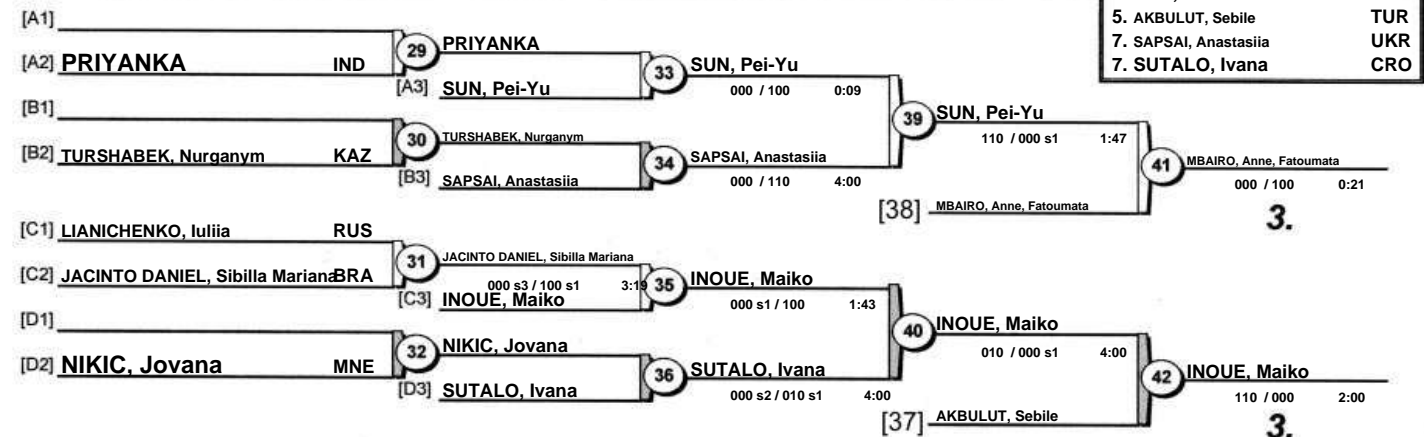 5. AKBULUT, Sebile TUR
7. SAPSAI, Anastasiia UKR
7. SUTALO, Ivana CRO
[A1]
[A2] PRIYANKA IND
29 PRIYANKA
[A3] SUN, Pei-Yu
33 SUN, Pei-Yu
000 / 100 0:09
[B1]
[B2] TURSHABEK, Nurganym KAZ
30 TURSHABEK, Nurganym
[B3] SAPSAI, Anastasiia
34 SAPSAI, Anastasiia
000 / 110 4:00
39 SUN, Pei-Yu
110 / 000 s1 1:47
[38] MBAIRO, Anne, Fatoumata
41 MBAIRO, Anne, Fatoumata
000 / 100 0:21
3.
[C1] LIANICHENKO, Iuliia RUS
[C2] JACINTO DANIEL, Sibilla Mariana BRA
31 JACINTO DANIEL, Sibilla Mariana
000 s3 / 100 s1 3:19
[C3] INOUE, Maiko
35 INOUE, Maiko
000 s1 / 100 1:43
[D1]
[D2] NIKIC, Jovana MNE
32 NIKIC, Jovana
[D3] SUTALO, Ivana
36 SUTALO, Ivana
000 s2 / 010 s1 4:00
40 INOUE, Maiko
010 / 000 s1 4:00
[37] AKBULUT, Sebile
42 INOUE, Maiko
110 / 000 2:00
3.